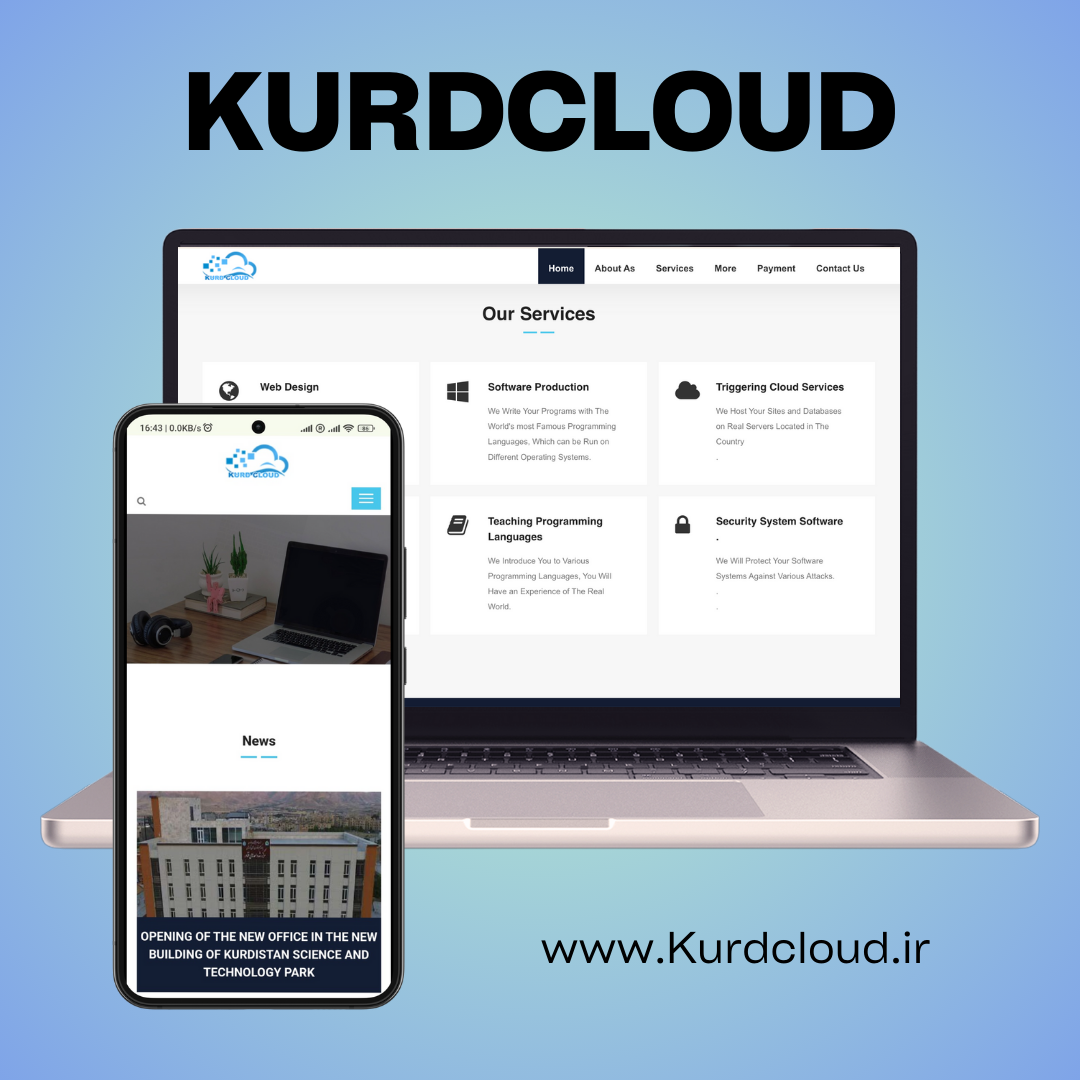 KURDCLOUD
KURD CLOUD
Home
About As
Services
More
Payment
Contact Us
Our Services
Web Design
Software Production
We Write Your Programs with The
World's most Famous Programming
Languages, Which can be Run on
Different Operating Systems.
Triggering Cloud Services
We Host Your Sites and Databases
on Real Servers Located in The
Country
.
Teaching Programming
Languages
We Introduce You to Various
Programming Languages, You Will
Have an Experience of The Real
World.
Security System Software
.
We Will Protect Your Software
Systems Against Various Attacks.
.
.
16:43 | 0.0KB/s
86
KURD CLOUD
News
OPENING OF THE NEW OFFICE IN THE NEW
BUILDING OF KURDISTAN SCIENCE AND
TECHNOLOGY PARK
www.Kurdcloud.ir